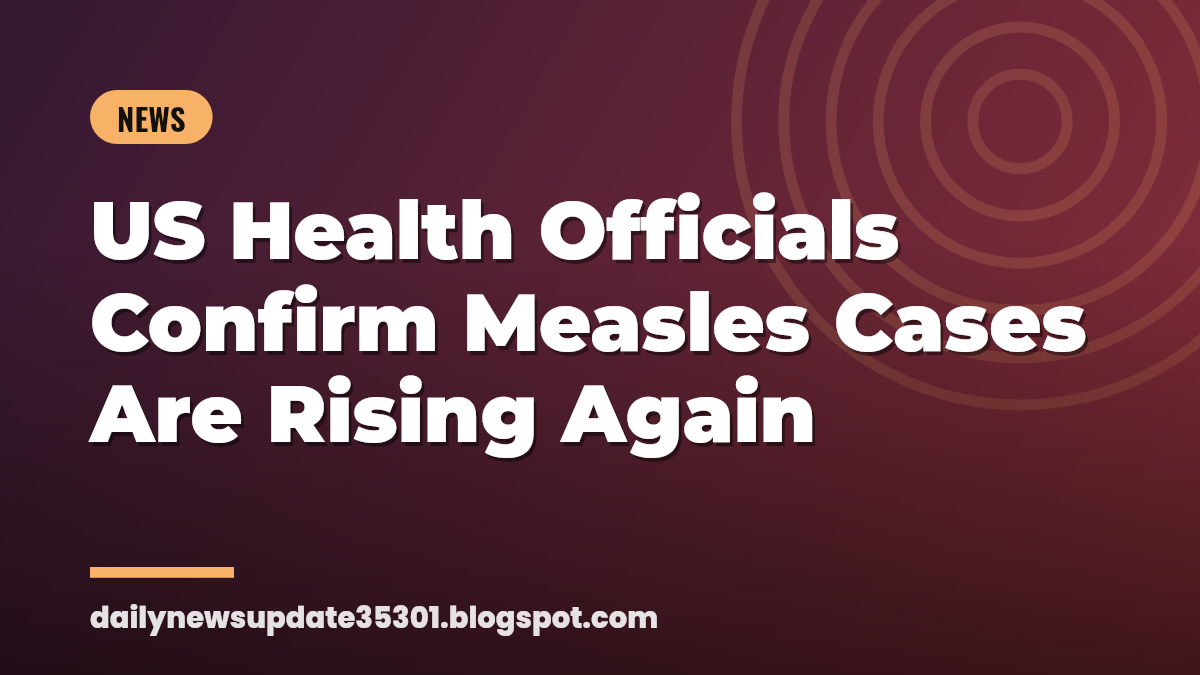 NEWS
US Health Officials
Confirm Measles Cases
Are Rising Again
dailynewsupdate35301.blogspot.com